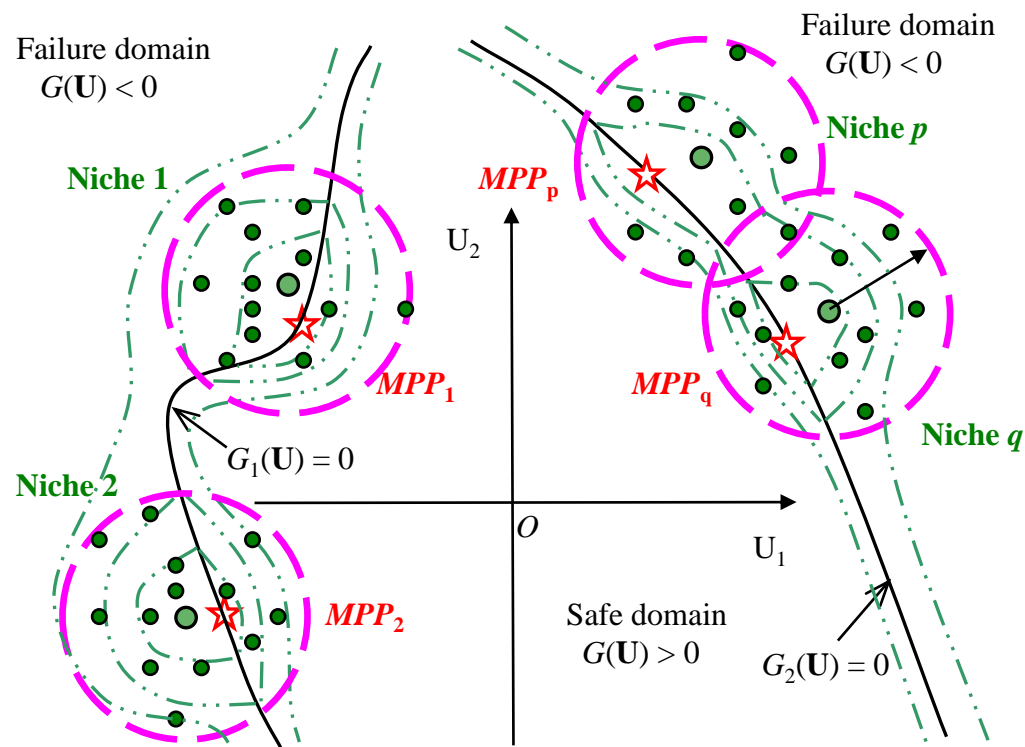 Failure domain
G(U) < 0
Failure domain
G(U) < 0
Niche p
Niche 1
MPPₚ
U₂
MPP₁
MPP_q
Niche q
G₁(U) = 0
Niche 2
O
U₁
MPP₂
Safe domain
G(U) > 0
G₂(U) = 0